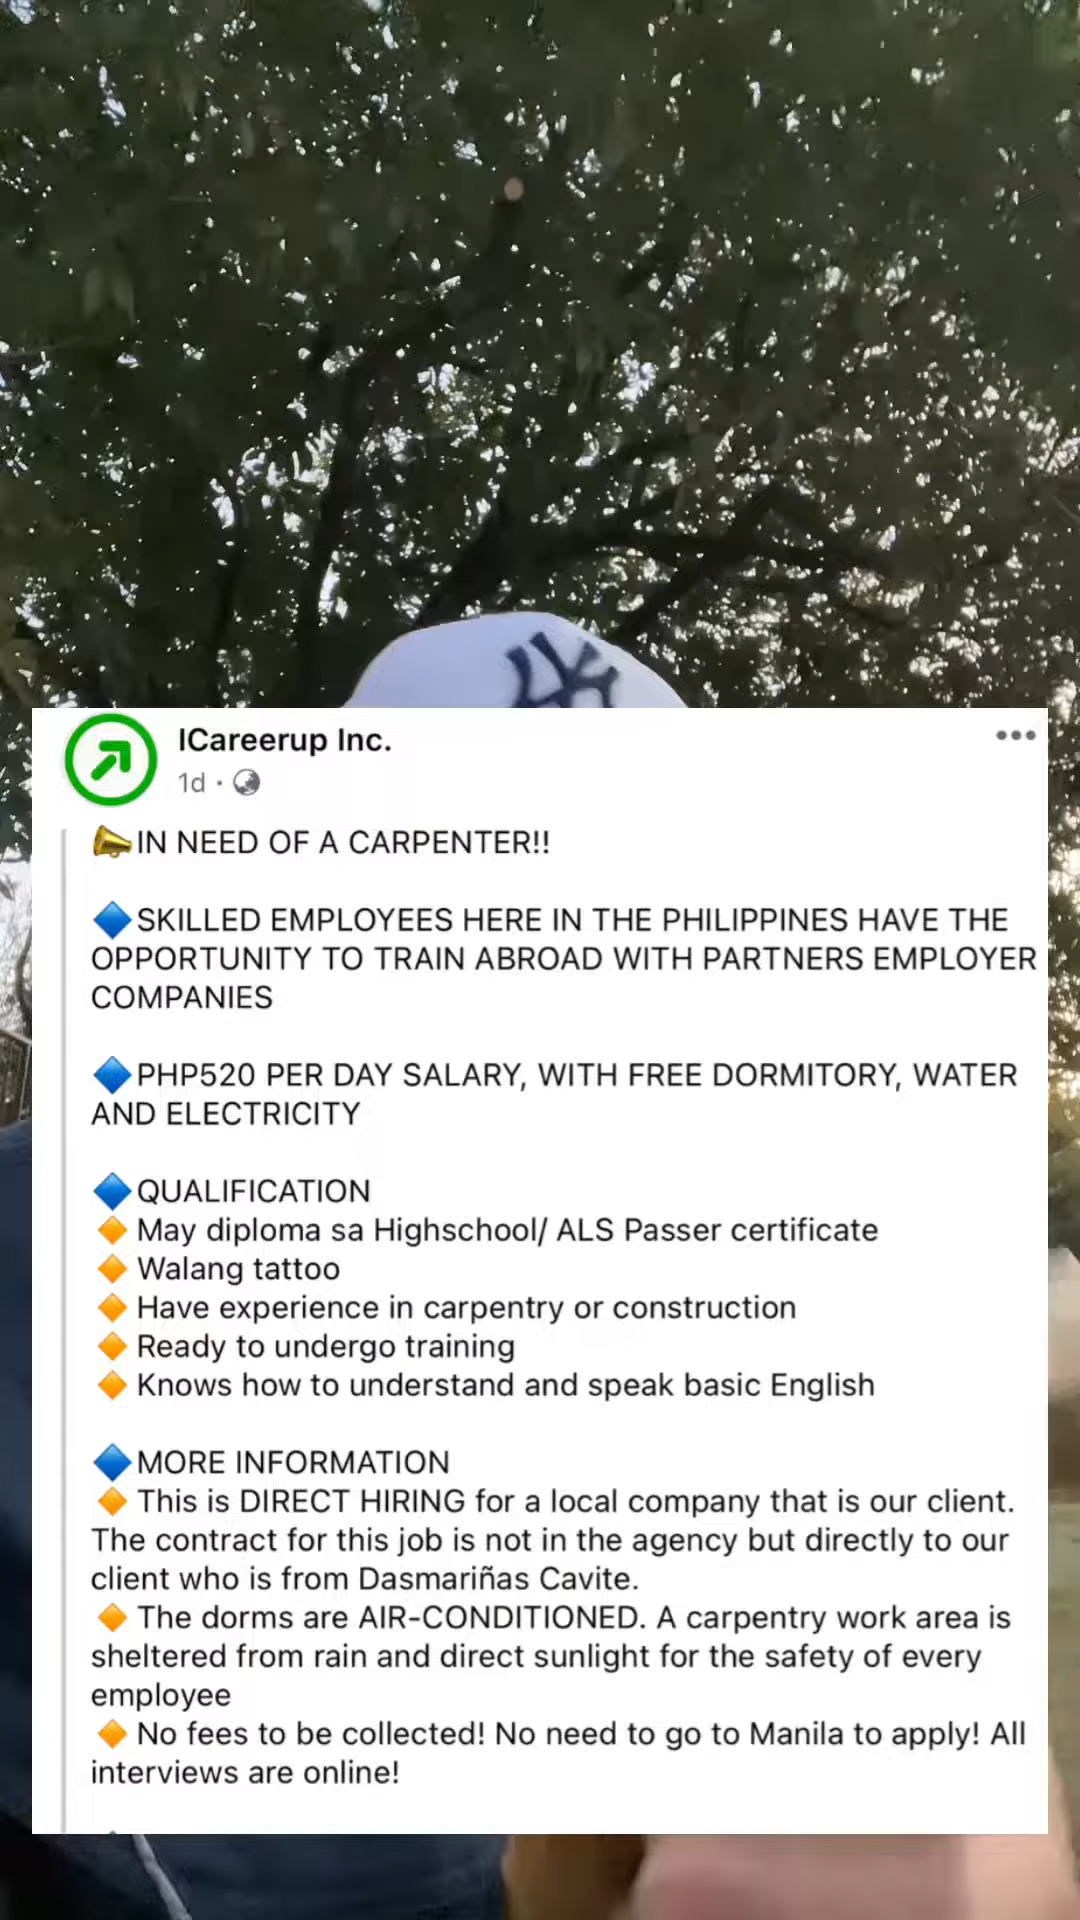 NY
ICareerup Inc.
1d ·
IN NEED OF A CARPENTER!!
SKILLED EMPLOYEES HERE IN THE PHILIPPINES HAVE THE
OPPORTUNITY TO TRAIN ABROAD WITH PARTNERS EMPLOYER
COMPANIES
PHP520 PER DAY SALARY, WITH FREE DORMITORY, WATER
AND ELECTRICITY
QUALIFICATION
May diploma sa Highschool/ ALS Passer certificate
Walang tattoo
Have experience in carpentry or construction
Ready to undergo training
Knows how to understand and speak basic English
MORE INFORMATION
This is DIRECT HIRING for a local company that is our client.
The contract for this job is not in the agency but directly to our
client who is from Dasmariñas Cavite.
The dorms are AIR-CONDITIONED. A carpentry work area is
sheltered from rain and direct sunlight for the safety of every
employee
No fees to be collected! No need to go to Manila to apply! All
interviews are online!